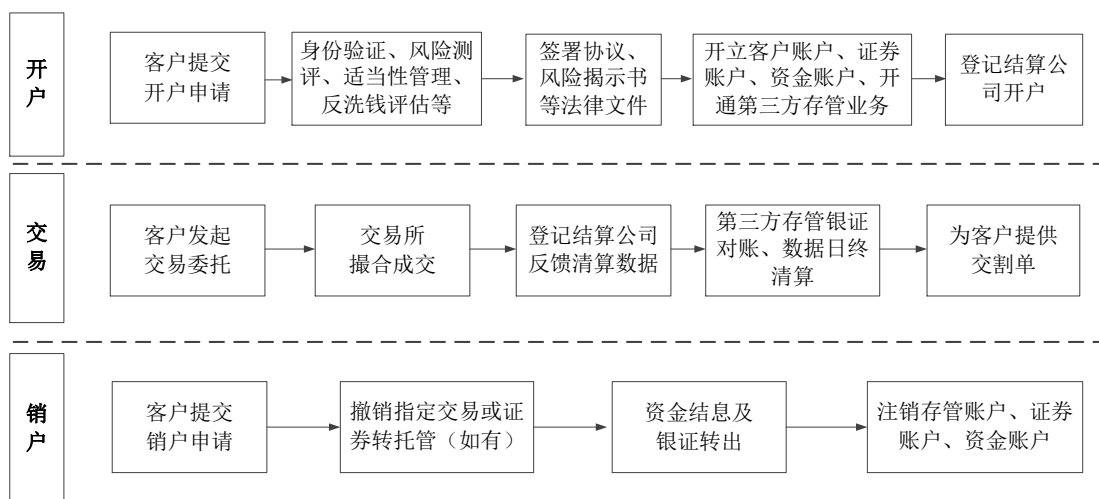 开
户
客户提交
开户申请
身份验证、风险测
评、适当性管理、
反洗钱评估等
签署协议、
风险揭示书
等法律文件
开立客户账户、证券
账户、资金账户、开
通第三方存管业务
登记结算公
司开户
交
易
客户发起
交易委托
交易所
撮合成交
登记结算公司
反馈清算数据
第三方存管银证
对账、数据日终
清算
为客户提供
交割单
销
户
客户提交
销户申请
撤销指定交易或证
券转托管（如有）
资金结息及
银证转出
注销存管账户、证券
账户、资金账户